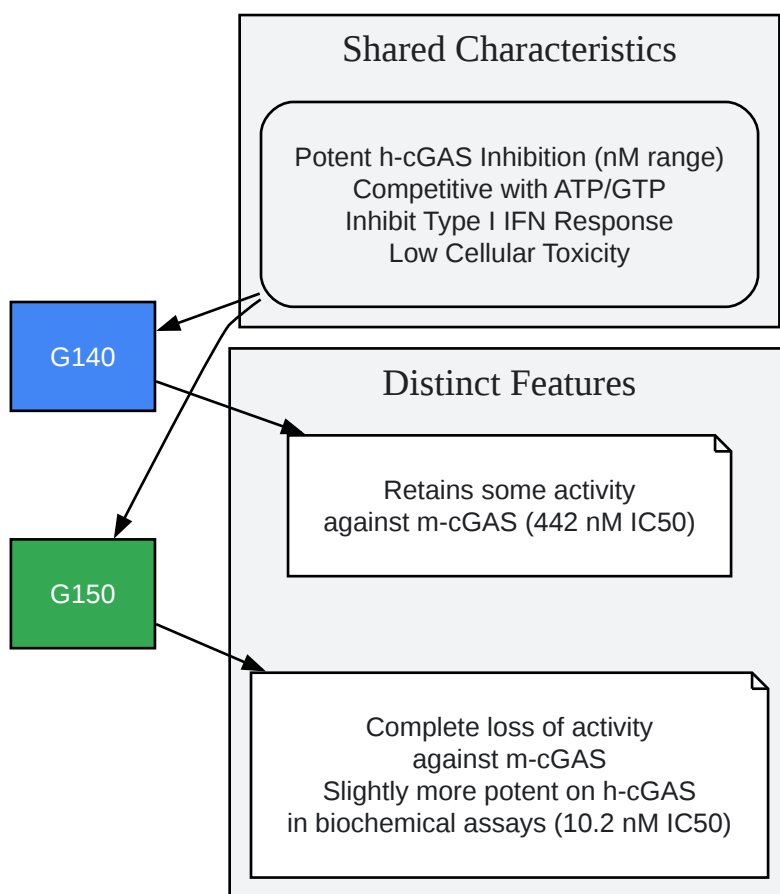 Shared Characteristics
Potent h-cGAS Inhibition (nM range)
Competitive with ATP/GTP
Inhibit Type I IFN Response
Low Cellular Toxicity
G140
Distinct Features
Retains some activity
against m-cGAS (442 nM IC50)
G150
Complete loss of activity
against m-cGAS
Slightly more potent on h-cGAS
in biochemical assays (10.2 nM IC50)